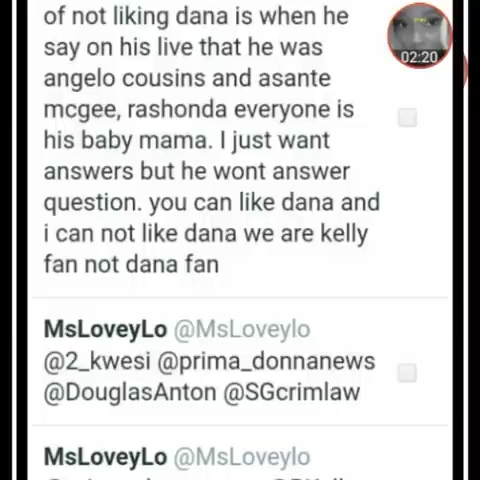 of not liking dana is when he
say on his live that he was
angelo cousins and asante
mcgee, rashonda everyone is
his baby mama. I just want
answers but he wont answer
question. you can like dana and
i can not like dana we are kelly
fan not dana fan
02:20
MsLoveyLo @MsLoveylo
@2_kwesi @prima_donnanews
@DouglasAnton @SGcrimlaw
MsLoveyLo @MsLoveylo